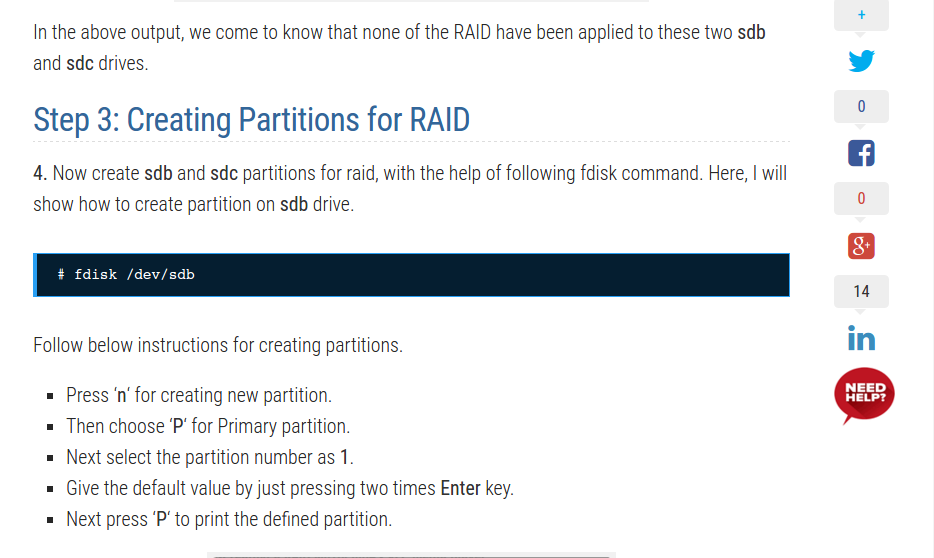 In the above output, we come to know that none of the RAID have been applied to these two sdb
and sdc drives.
Step 3: Creating Partitions for RAID
4. Now create sdb and sdc partitions for raid, with the help of following fdisk command. Here, I will
show how to create partition on sdb drive.
# fdisk /dev/sdb
Follow below instructions for creating partitions.
▪ Press ‘n‘ for creating new partition.
▪ Then choose ‘P‘ for Primary partition.
▪ Next select the partition number as 1.
▪ Give the default value by just pressing two times Enter key.
▪ Next press ‘P‘ to print the defined partition.
+
0
f
0
g+
14
in
NEED
HELP?